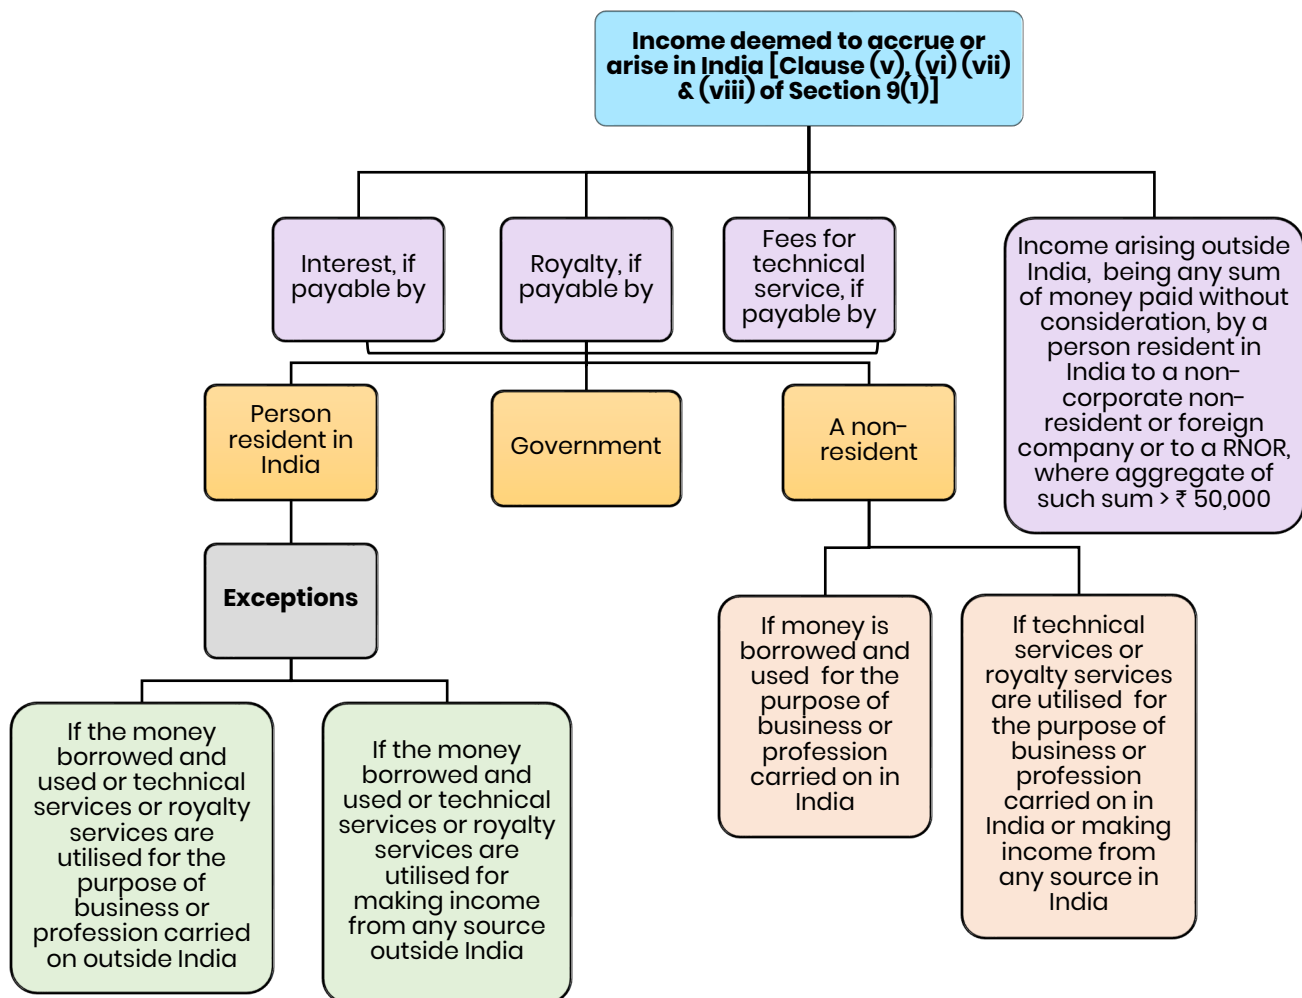 Income deemed to accrue or
arise in India [Clause (v), (vi) (vii)
& (viii) of Section 9(1)]
Interest, if
payable by
Royalty, if
payable by
Fees for
technical
service, if
payable by
Income arising outside
India, being any sum
of money paid without
consideration, by a
person resident in
India to a non-
corporate non-
resident or foreign
company or to a RNOR,
where aggregate of
such sum > ₹ 50,000
Person
resident in
India
Government
A non-
resident
Exceptions
If the money
borrowed and
used or technical
services or royalty
services are
utilised for the
purpose of
business or
profession carried
on outside India
If the money
borrowed and
used or technical
services or royalty
services are
utilised for
making income
from any source
outside India
If money is
borrowed and
used for the
purpose of
business or
profession
carried on in
India
If technical
services or
royalty services
are utilised for
the purpose of
business or
profession
carried on in
India or making
income from
any source in
India